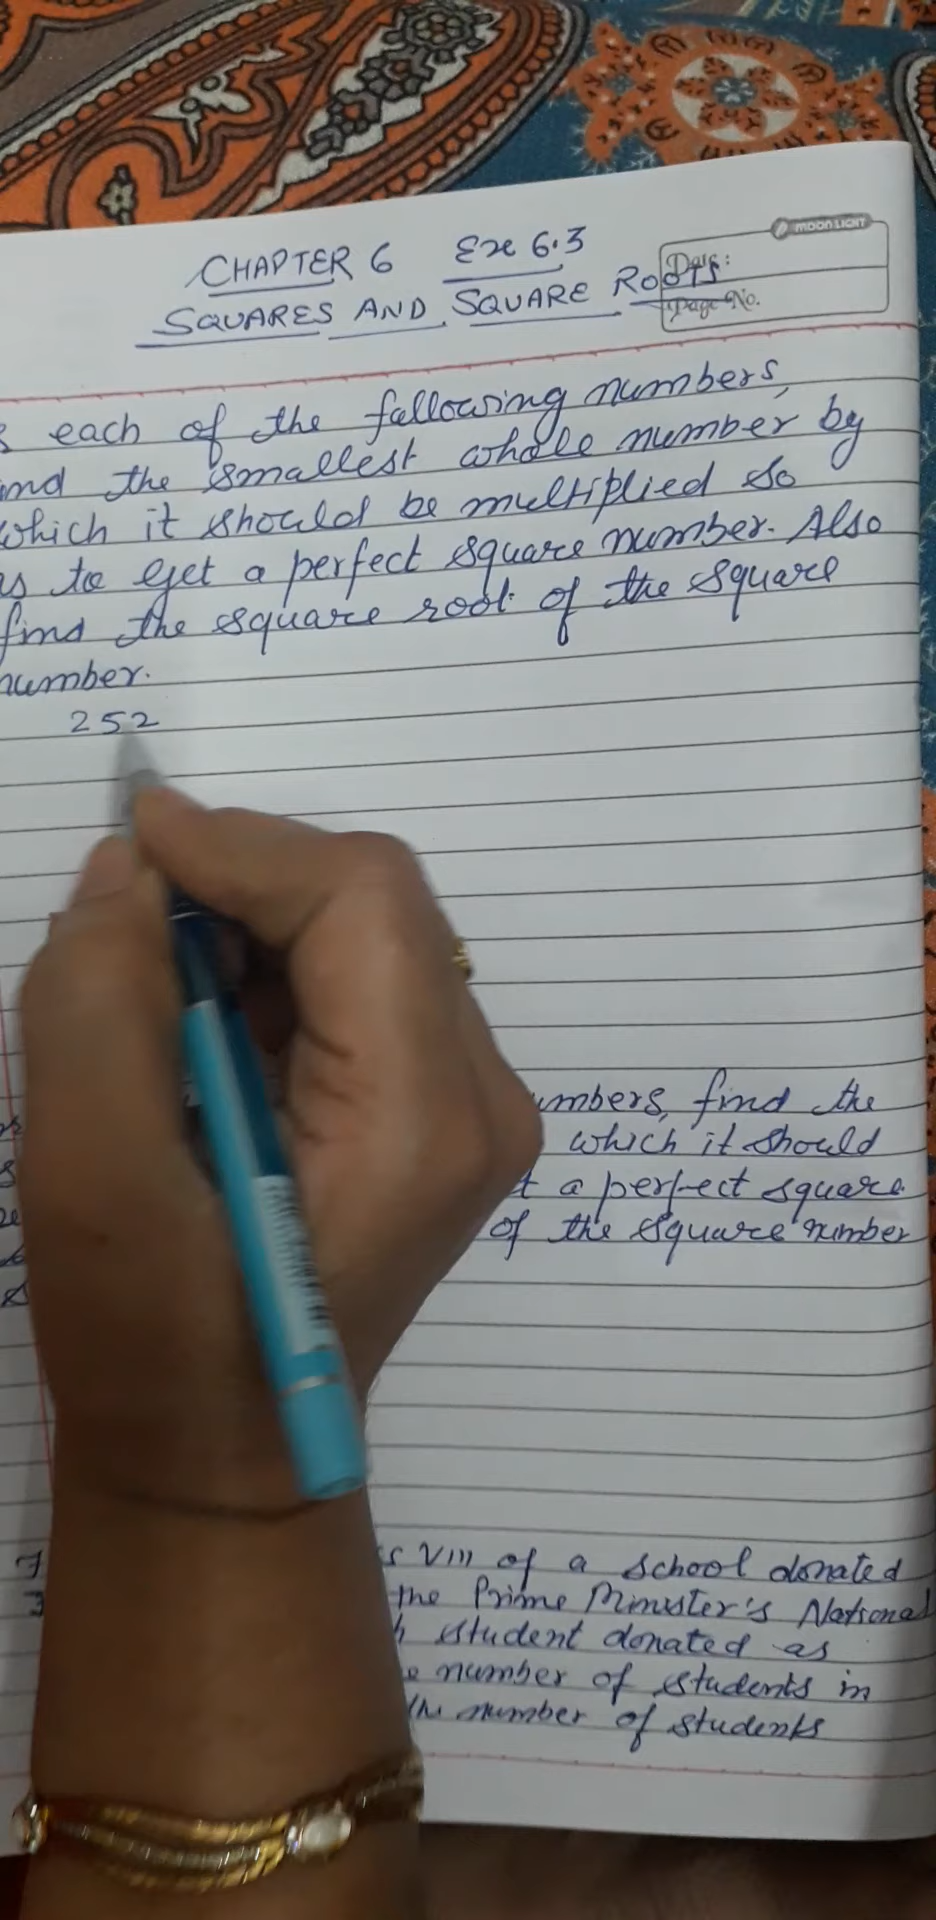 MOONLIGHT
CHAPTER 6 Ex 6.3
Date:
SQUARES AND SQUARE ROOTS
Page No.
each of the following numbers,
the smallest whole number by
which it should be multiplied so
to get a perfect square number. Also
find the square root of the square
number.
252
find the
which it should
a perfect square
of the square number
VIII of a school donated
the Prime Minister's National
student donated as
number of students in
number of students